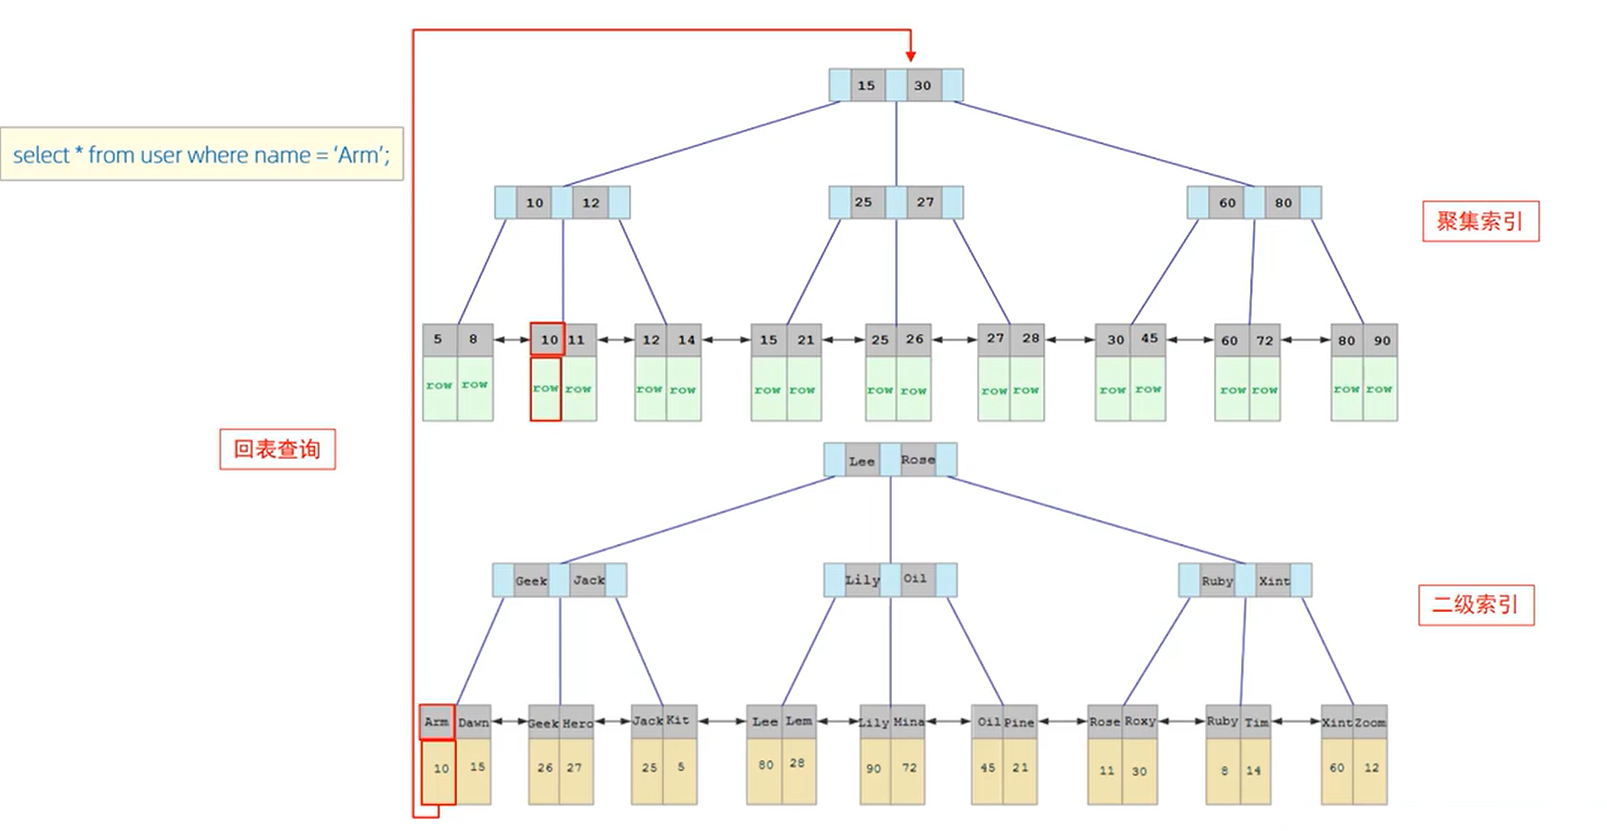 15 30
select * from user where name = ‘Arm’;
10 12 25 27 60 80
聚集索引
5 8 10 11 12 14 15 21 25 26 27 28 30 45 60 72 80 90
row row row row row row row row row row row row row row row row row row
回表查询
Lee Rose
Geek Jack Lily Oil Ruby Xint
二级索引
Arm Dawn Geek Hero Jack Kit Lee Lem Lily Mina Oil Pine Rose Roxy Ruby Tim Xint Zoom
10 15 26 27 25 5 80 28 90 72 45 21 11 30 8 14 60 12